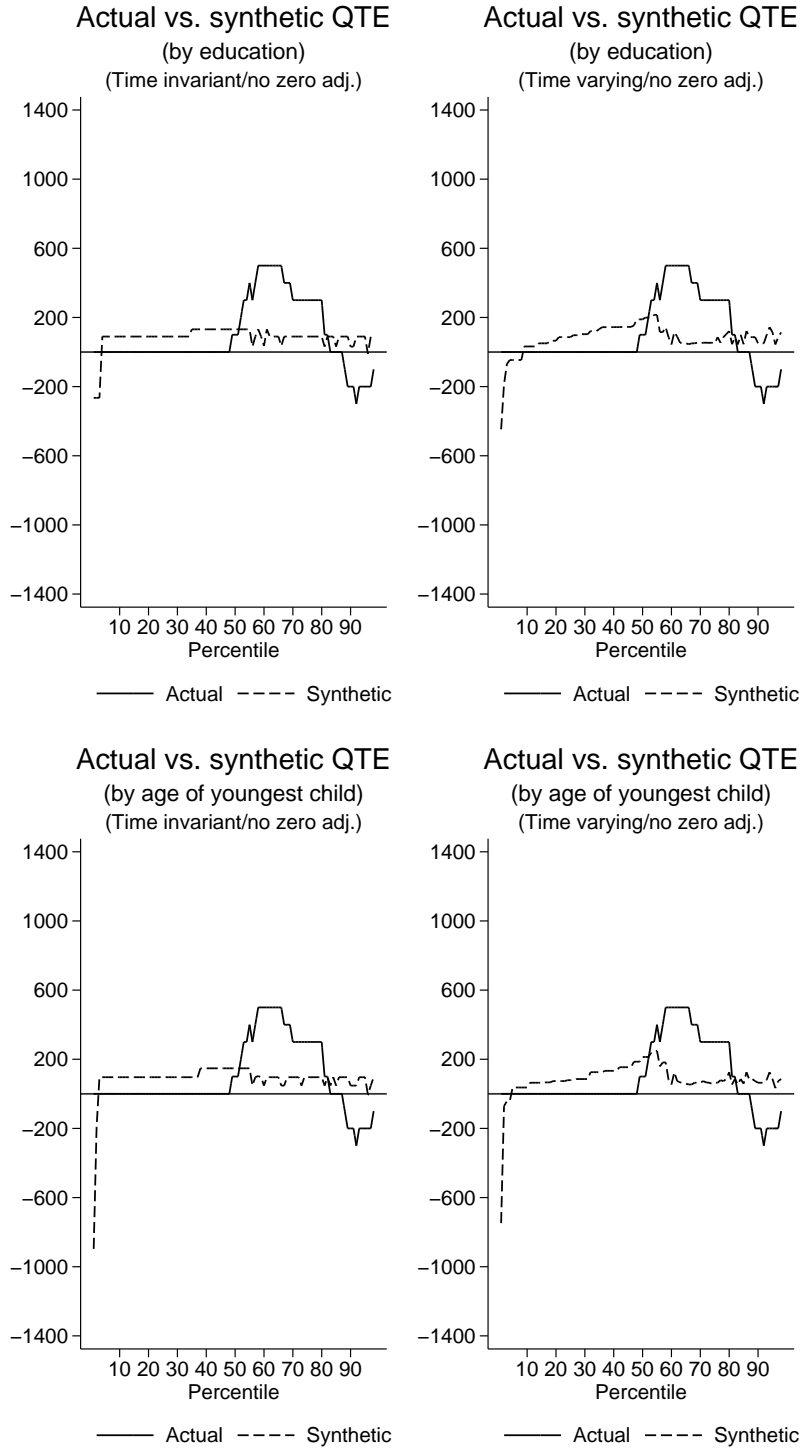 Actual vs. synthetic QTE
(by education)
(Time invariant/no zero adj.)
1400
1000
600
200
−200
−600
−1000
−1400
10 20 30 40 50 60 70 80 90
Percentile
Actual Synthetic
Actual vs. synthetic QTE
(by education)
(Time varying/no zero adj.)
1400
1000
600
200
−200
−600
−1000
−1400
10 20 30 40 50 60 70 80 90
Percentile
Actual Synthetic
Actual vs. synthetic QTE
(by age of youngest child)
(Time invariant/no zero adj.)
1400
1000
600
200
−200
−600
−1000
−1400
10 20 30 40 50 60 70 80 90
Percentile
Actual Synthetic
Actual vs. synthetic QTE
(by age of youngest child)
(Time varying/no zero adj.)
1400
1000
600
200
−200
−600
−1000
−1400
10 20 30 40 50 60 70 80 90
Percentile
Actual Synthetic